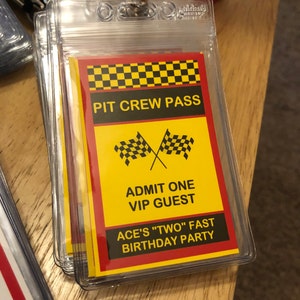 PIT CREW PASS
ADMIT ONE
VIP GUEST
ACE'S "TWO" FAST
BIRTHDAY PARTY